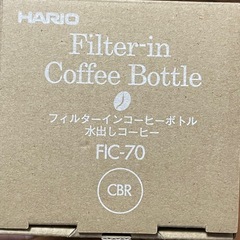 HARIO
Filter-in
Coffee Bottle
フィルターインコーヒーボトル
水出しコーヒー
FIC-70
CBR